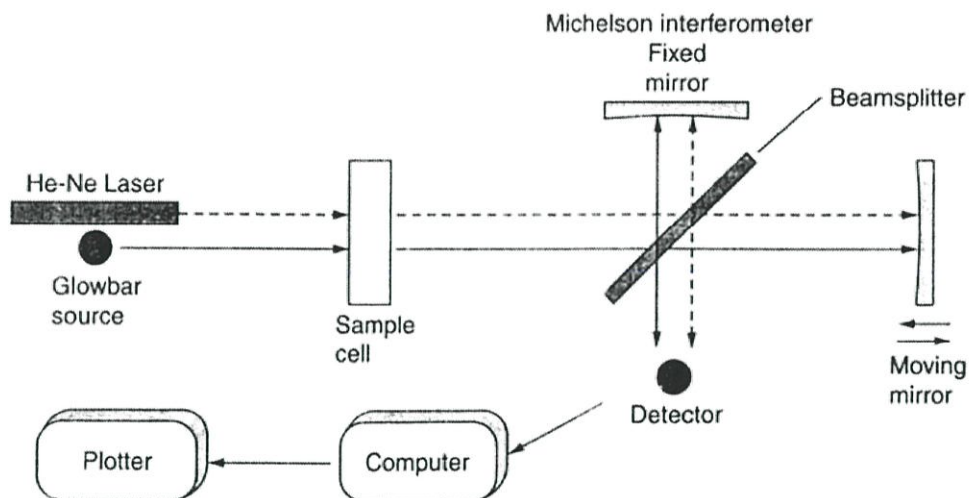 Michelson interferometer
Fixed
mirror
Beamsplitter
He-Ne Laser
Glowbar
source
Sample
cell
Moving
mirror
Detector
Plotter
Computer